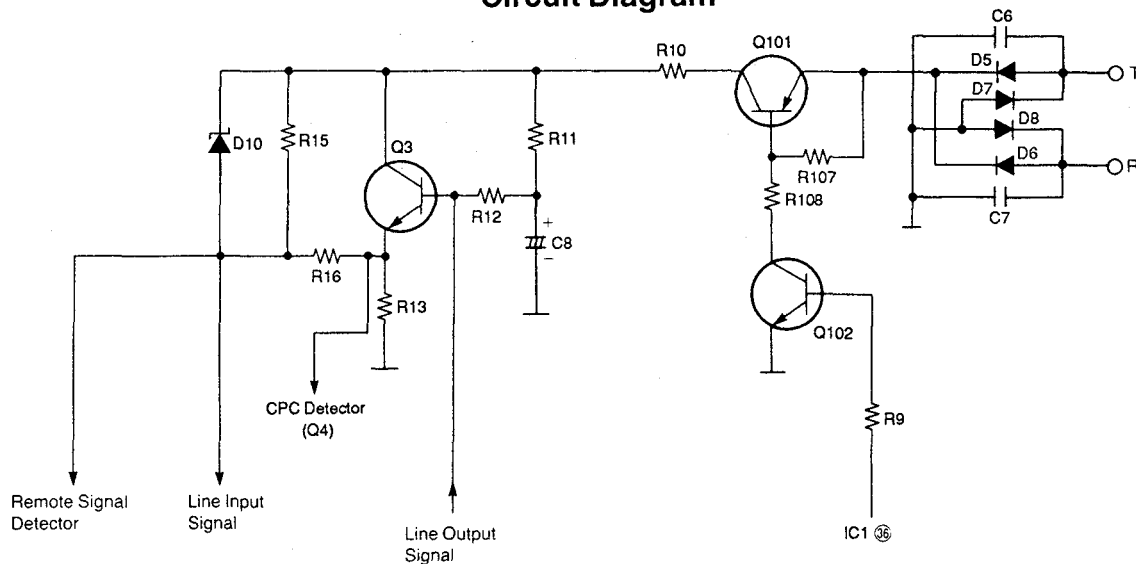 Circuit Diagram
C6
Q101
R10
D5
T
D7
D10
R15
Q3
R11
D8
R107
D6
R
R12
R108
C7
+
C8
−
R16
R13
Q102
CPC Detector
(Q4)
R9
Remote Signal
Detector
Line Input
Signal
Line Output
Signal
IC1 ㊱